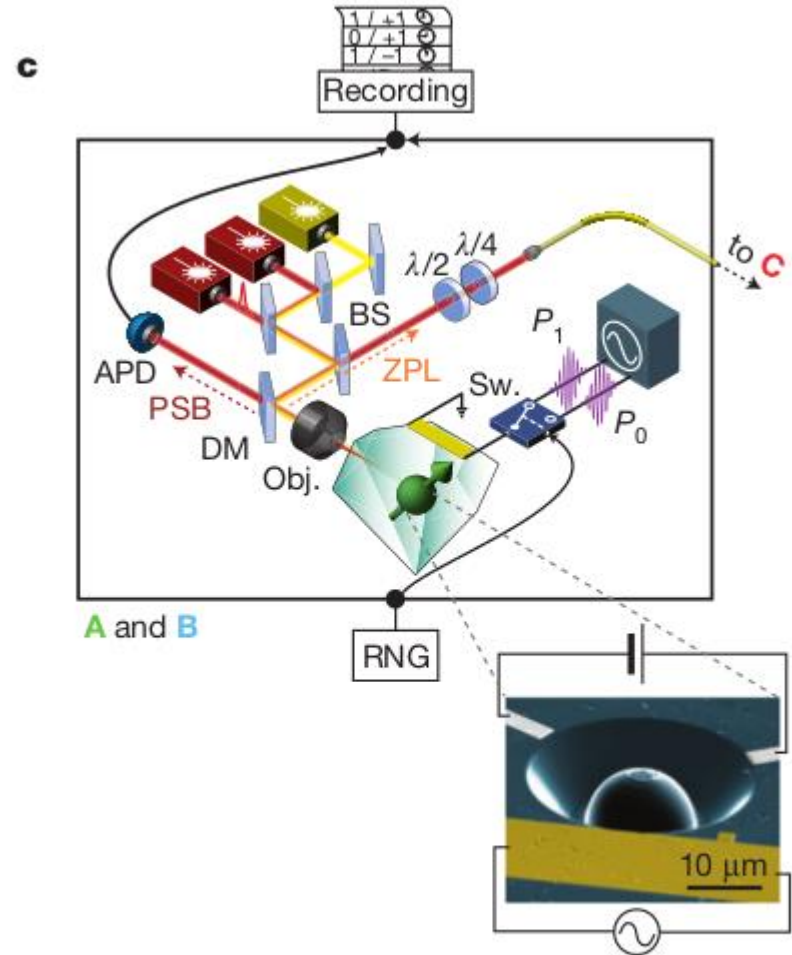 c
1 / +1
0 / +1
1 / −1
Recording
λ/2
λ/4
to C
BS
P1
APD
PSB
ZPL
Sw.
P0
DM
Obj.
A and B
RNG
10 μm